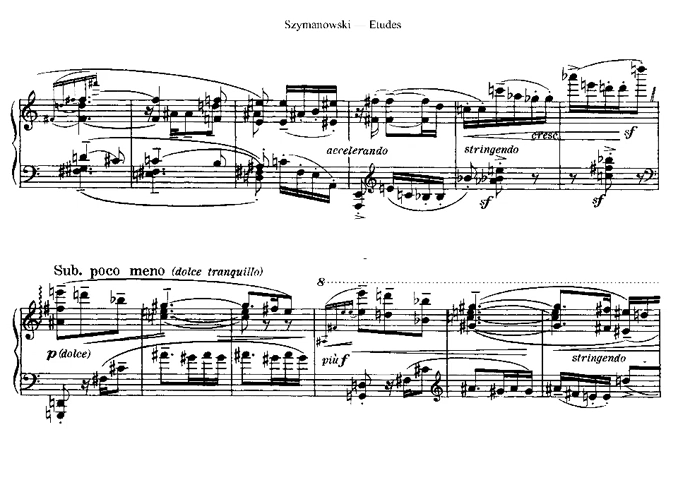 Szymanowski — Etudes
accelerando
stringendo
cresc.
sf
sf
sf
Sub. poco meno (dolce tranquillo)
8
p (dolce)
più f
stringendo